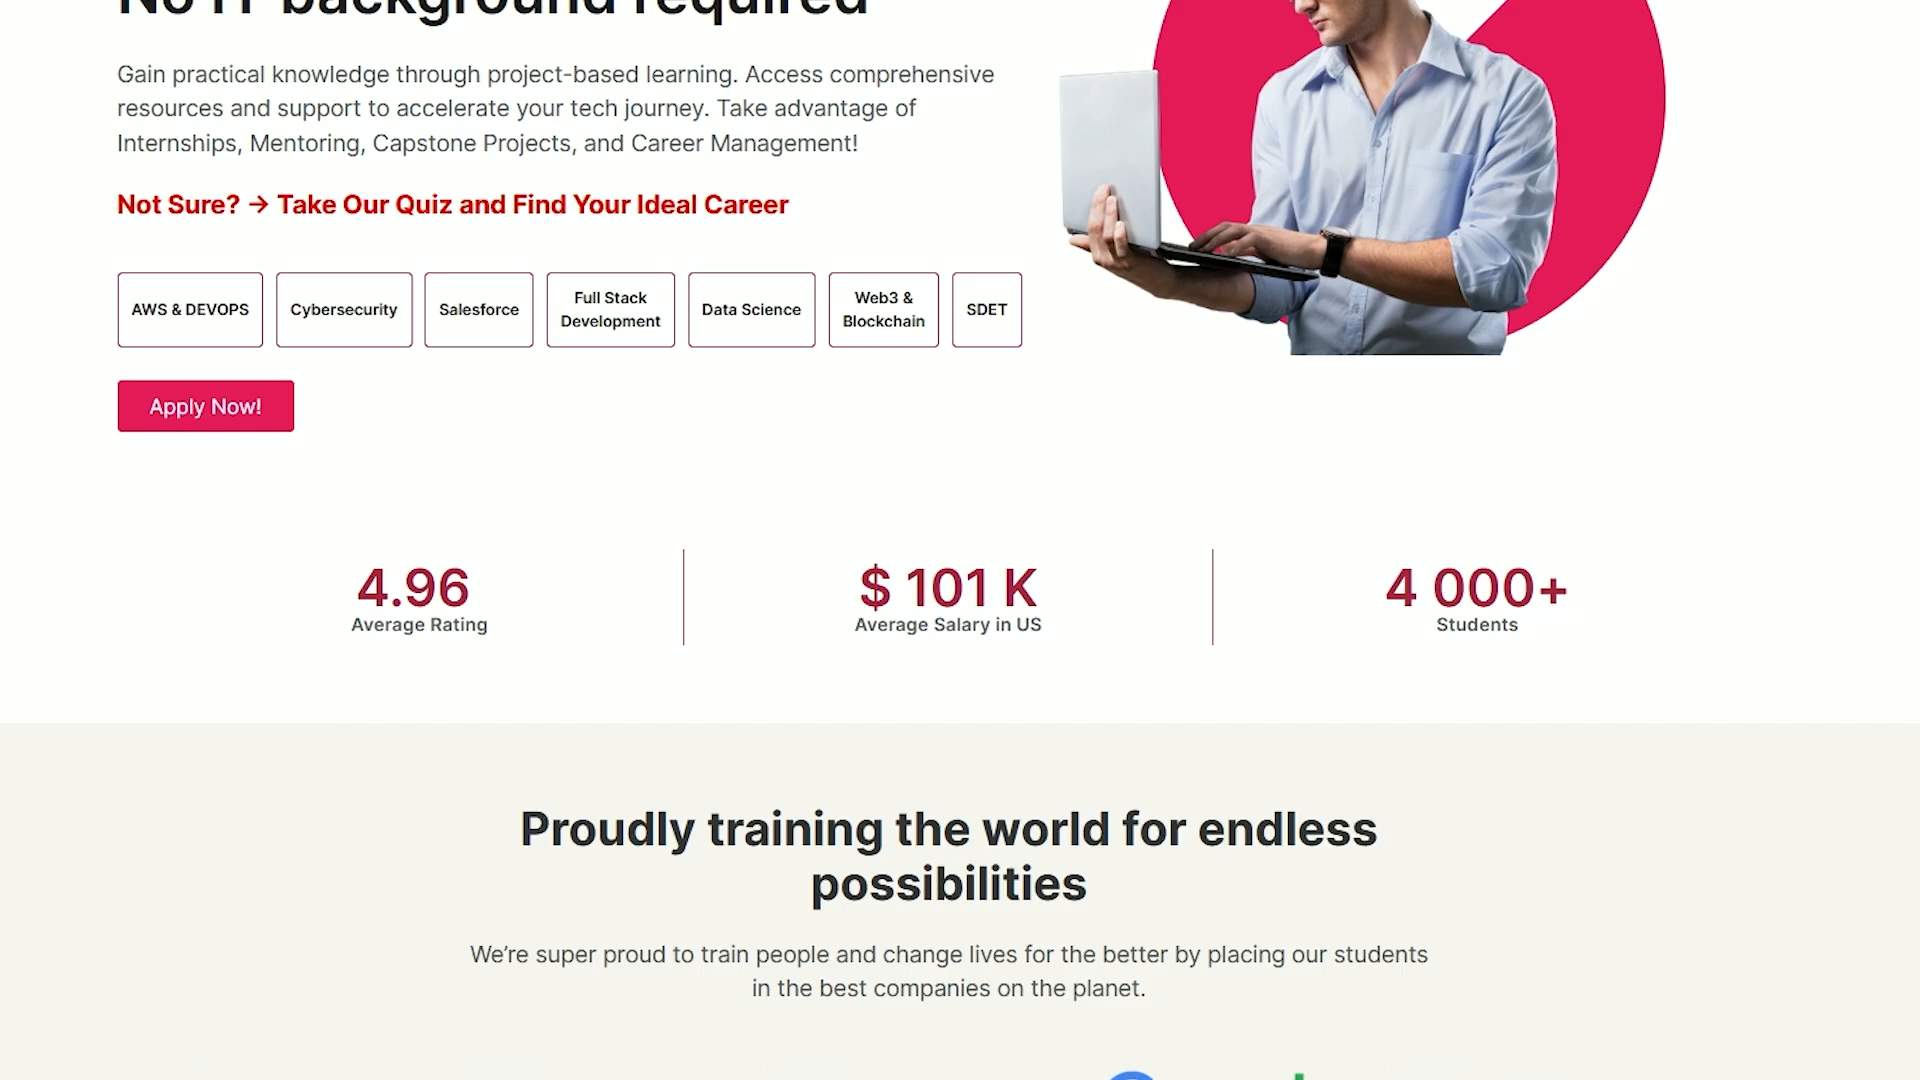 No IT background required
Gain practical knowledge through project-based learning. Access comprehensive
resources and support to accelerate your tech journey. Take advantage of
Internships, Mentoring, Capstone Projects, and Career Management!
Not Sure? → Take Our Quiz and Find Your Ideal Career
AWS & DEVOPS
Cybersecurity
Salesforce
Full Stack
Development
Data Science
Web3 &
Blockchain
SDET
Apply Now!
4.96
Average Rating
$ 101 K
Average Salary in US
4 000+
Students
Proudly training the world for endless
possibilities
We’re super proud to train people and change lives for the better by placing our students
in the best companies on the planet.